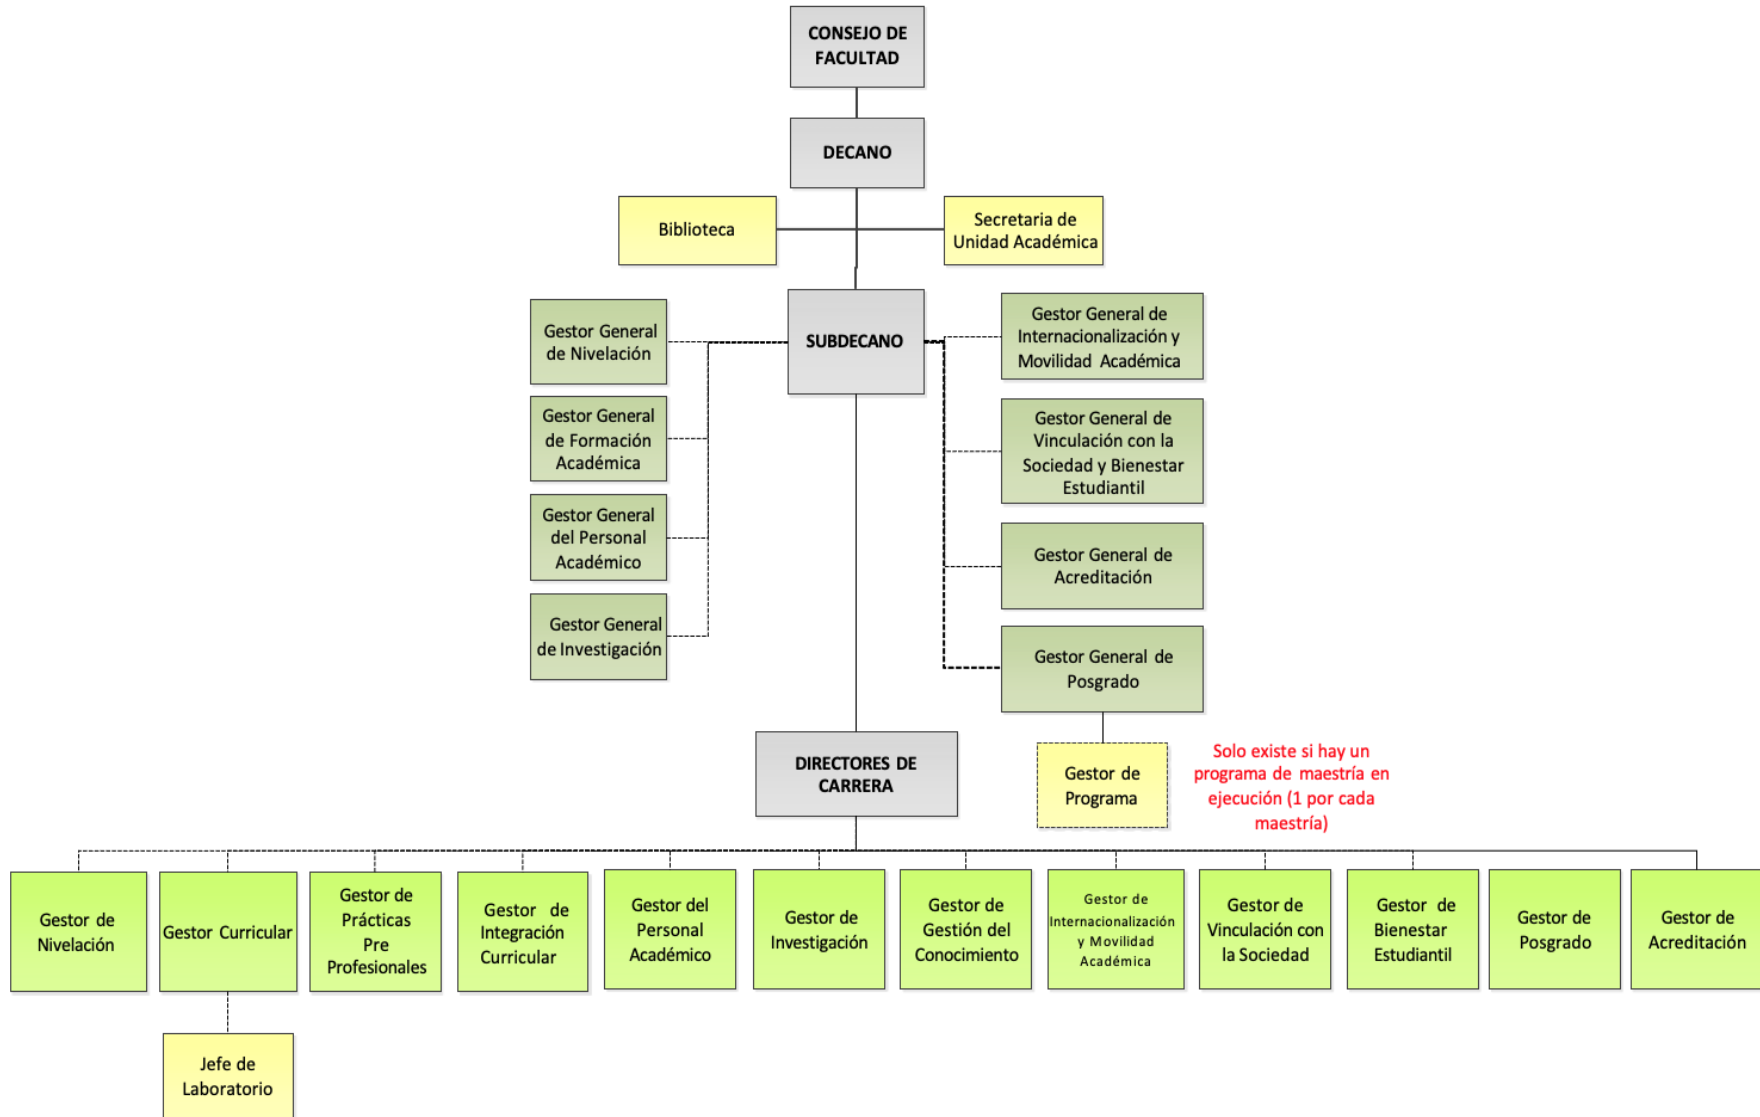 CONSEJO DE
FACULTAD
DECANO
Biblioteca
Secretaria de
Unidad Académica
SUBDECANO
Gestor General
de Nivelación
Gestor General
de Formación
Académica
Gestor General
del Personal
Académico
Gestor General
de Investigación
Gestor General de
Internacionalización y
Movilidad Académica
Gestor General de
Vinculación con la
Sociedad y Bienestar
Estudiantil
Gestor General de
Acreditación
Gestor General de
Posgrado
Gestor de
Programa
Solo existe si hay un
programa de maestría en
ejecución (1 por cada
maestría)
DIRECTORES DE
CARRERA
Gestor de
Nivelación
Gestor Curricular
Gestor de
Prácticas
Pre
Profesionales
Gestor de
Integración
Curricular
Gestor del
Personal
Académico
Gestor de
Investigación
Gestor de
Gestión del
Conocimiento
Gestor de
Internacionalización
y Movilidad
Académica
Gestor de
Vinculación con
la Sociedad
Gestor de
Bienestar
Estudiantil
Gestor de
Posgrado
Gestor de
Acreditación
Jefe de
Laboratorio